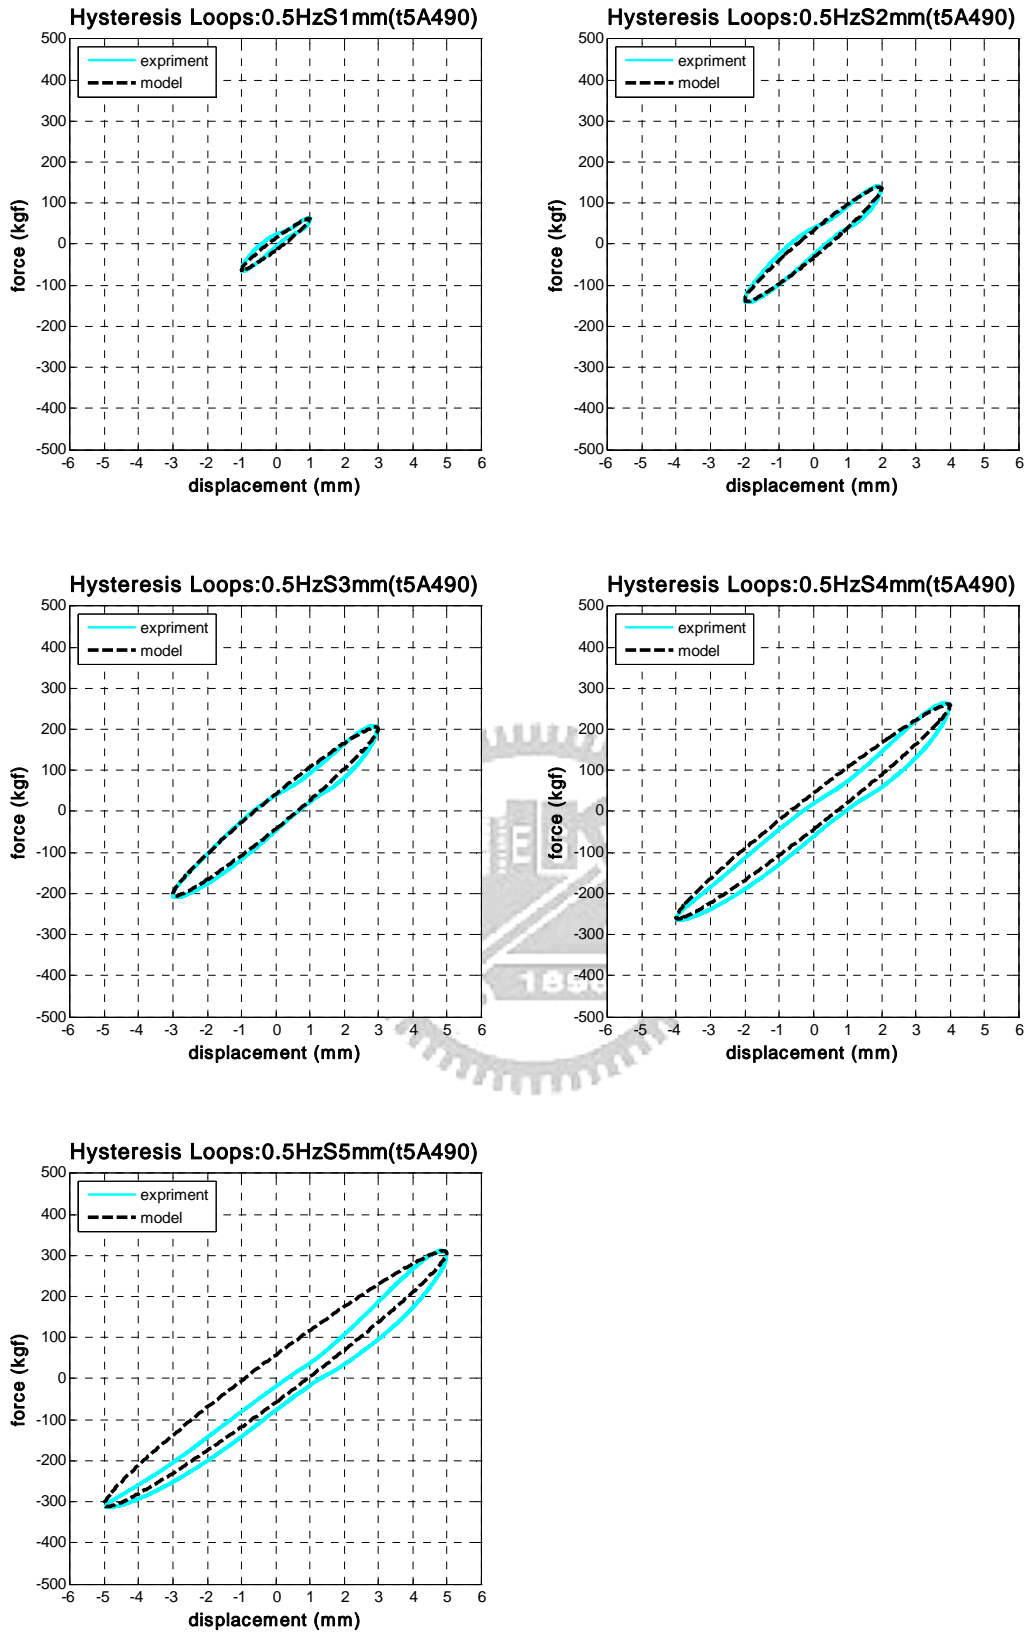 Hysteresis Loops:0.5HzS1mm(t5A490)
500
400
300
200
100
0
-100
-200
-300
-400
-500
force (kgf)
expriment
model
-6 -5 -4 -3 -2 -1 0 1 2 3 4 5 6
displacement (mm)
Hysteresis Loops:0.5HzS2mm(t5A490)
500
400
300
200
100
0
-100
-200
-300
-400
-500
force (kgf)
expriment
model
-6 -5 -4 -3 -2 -1 0 1 2 3 4 5 6
displacement (mm)
Hysteresis Loops:0.5HzS3mm(t5A490)
500
400
300
200
100
0
-100
-200
-300
-400
-500
force (kgf)
expriment
model
-6 -5 -4 -3 -2 -1 0 1 2 3 4 5 6
displacement (mm)
Hysteresis Loops:0.5HzS4mm(t5A490)
500
400
300
200
100
0
-100
-200
-300
-400
-500
force (kgf)
expriment
model
-6 -5 -4 -3 -2 -1 0 1 2 3 4 5 6
displacement (mm)
Hysteresis Loops:0.5HzS5mm(t5A490)
500
400
300
200
100
0
-100
-200
-300
-400
-500
force (kgf)
expriment
model
-6 -5 -4 -3 -2 -1 0 1 2 3 4 5 6
displacement (mm)